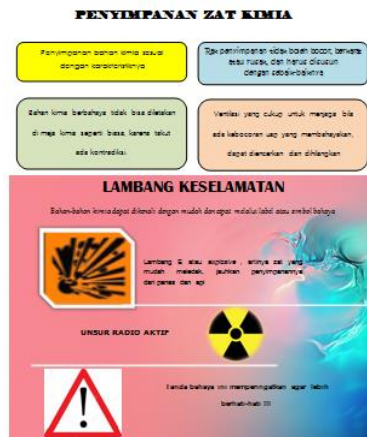 PENYIMPANAN ZAT KIMIA
Penyimpanan bahan kimia sesuai
dengan karakteristiknya
penyimpanan tidak boleh bocor, berkarat
atau rusak, dan harus disusun
dengan sebaik-baiknya
Bahan kimia berbahaya tidak bisa diletakan
di meja kimia seperti biasa, karena takut
ada kontradiksi.
Ventilasi yang cukup untuk menjaga bila
ada kebocoran uap yang membahayakan,
dapat diencerkan dan dihilangkan
LAMBANG KESELAMATAN
Bahan-bahan kimia dapat dikenali dengan mudah dan cepat melalui label atau simbol bahaya
Lambang E atau explosive , artinya zat yang
mudah meledak, jauhkan penyimpanannya
dari panas dan api
UNSUR RADIO AKTIF
Tanda bahaya ini memperingatkan agar lebih
berhati-hati !!!